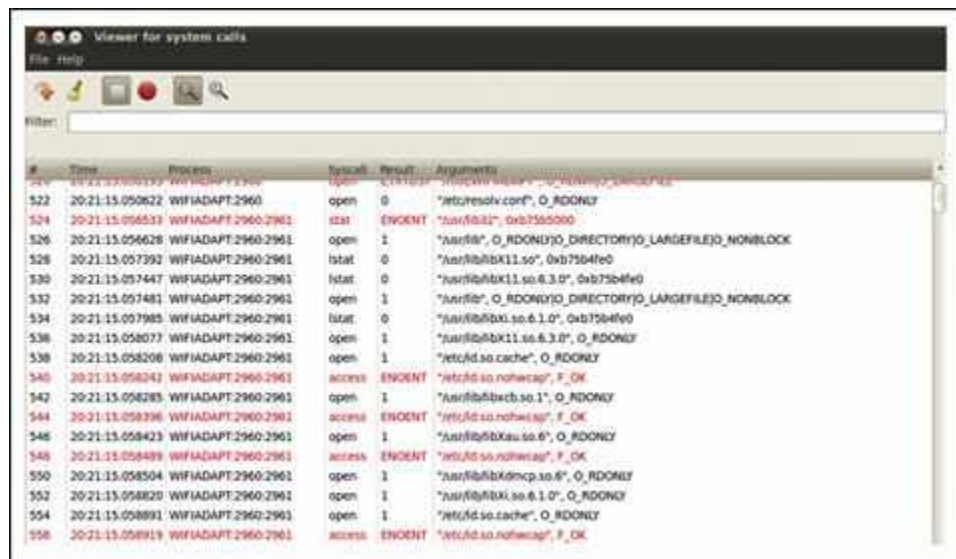 Viewer for system calls
File Help
Filter:
# Time Process Syscall Result Arguments
522 20:21:15.050622 WIFIADAPT:2960 open 0 "/etc/resolv.conf", O_RDONLY
524 20:21:15.056533 WIFIADAPT:2960:2961 stat ENOENT "/usr/lib32", 0xb75b5000
526 20:21:15.056628 WIFIADAPT:2960:2961 open 1 "/usr/lib", O_RDONLY|O_DIRECTORY|O_LARGEFILE|O_NONBLOCK
528 20:21:15.057392 WIFIADAPT:2960:2961 lstat 0 "/usr/lib/libX11.so", 0xb75b4fe0
530 20:21:15.057447 WIFIADAPT:2960:2961 lstat 0 "/usr/lib/libX11.so.6.3.0", 0xb75b4fe0
532 20:21:15.057481 WIFIADAPT:2960:2961 open 1 "/usr/lib", O_RDONLY|O_DIRECTORY|O_LARGEFILE|O_NONBLOCK
534 20:21:15.057985 WIFIADAPT:2960:2961 lstat 0 "/usr/lib/libXi.so.6.1.0", 0xb75b4fe0
536 20:21:15.058077 WIFIADAPT:2960:2961 open 1 "/usr/lib/libX11.so.6.3.0", O_RDONLY
538 20:21:15.058208 WIFIADAPT:2960:2961 open 1 "/etc/ld.so.cache", O_RDONLY
540 20:21:15.058242 WIFIADAPT:2960:2961 access ENOENT "/etc/ld.so.nohwcap", F_OK
542 20:21:15.058285 WIFIADAPT:2960:2961 open 1 "/usr/lib/libxcb.so.1", O_RDONLY
544 20:21:15.058396 WIFIADAPT:2960:2961 access ENOENT "/etc/ld.so.nohwcap", F_OK
546 20:21:15.058423 WIFIADAPT:2960:2961 open 1 "/usr/lib/libXau.so.6", O_RDONLY
548 20:21:15.058489 WIFIADAPT:2960:2961 access ENOENT "/etc/ld.so.nohwcap", F_OK
550 20:21:15.058504 WIFIADAPT:2960:2961 open 1 "/usr/lib/libXdmcp.so.6", O_RDONLY
552 20:21:15.058820 WIFIADAPT:2960:2961 open 1 "/usr/lib/libXi.so.6.1.0", O_RDONLY
554 20:21:15.058891 WIFIADAPT:2960:2961 open 1 "/etc/ld.so.cache", O_RDONLY
556 20:21:15.058919 WIFIADAPT:2960:2961 access ENOENT "/etc/ld.so.nohwcap", F_OK